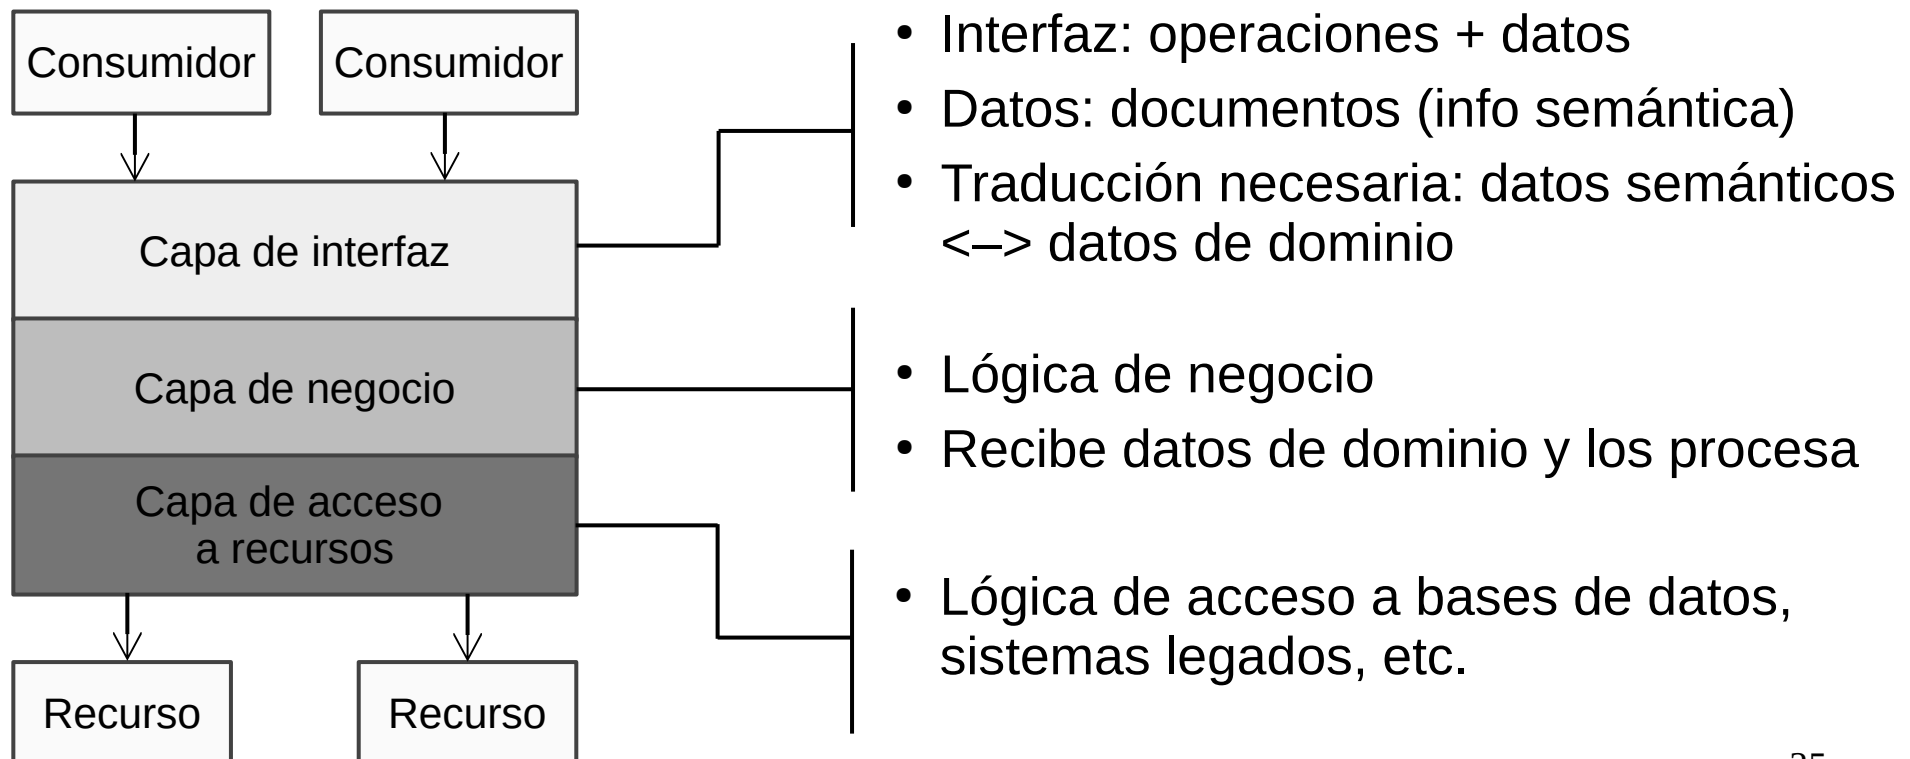 Consumidor
Consumidor
Capa de interfaz
Capa de negocio
Capa de acceso
a recursos
Recurso
Recurso
• Interfaz: operaciones + datos
• Datos: documentos (info semántica)
• Traducción necesaria: datos semánticos
<–> datos de dominio
• Lógica de negocio
• Recibe datos de dominio y los procesa
• Lógica de acceso a bases de datos,
sistemas legados, etc.